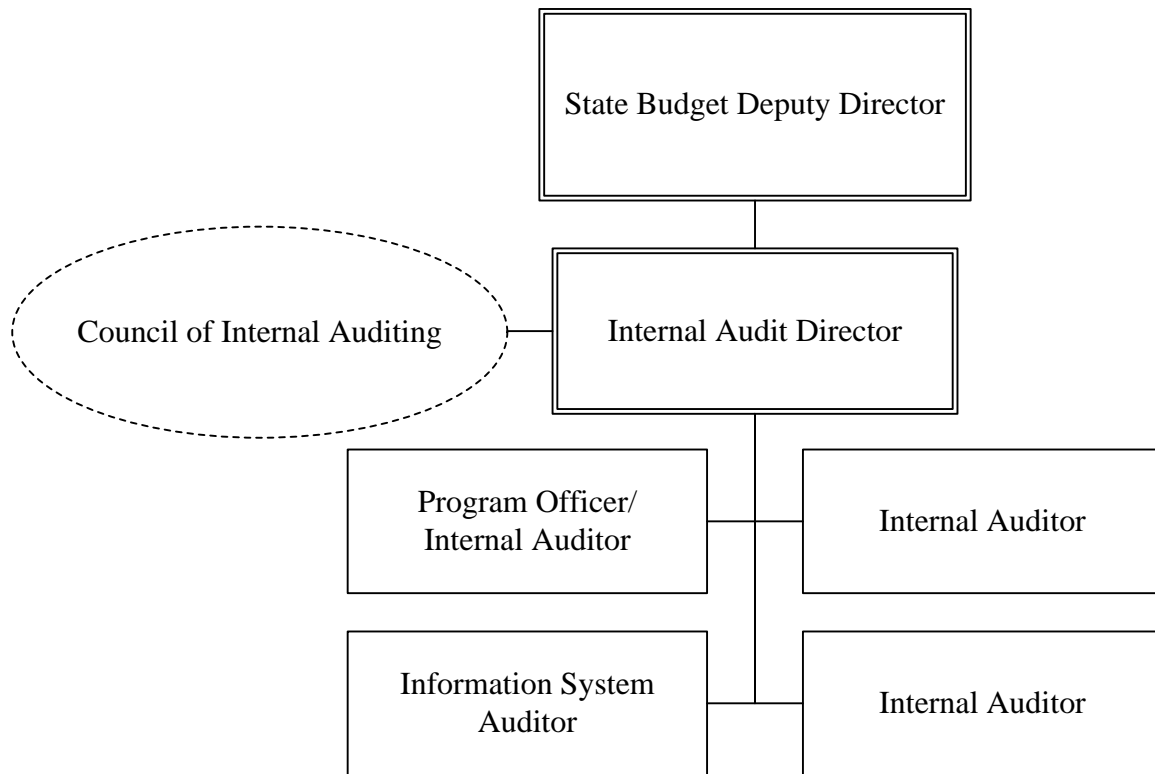 State Budget Deputy Director
Council of Internal Auditing
Internal Audit Director
Program Officer/
Internal Auditor
Internal Auditor
Information System
Auditor
Internal Auditor